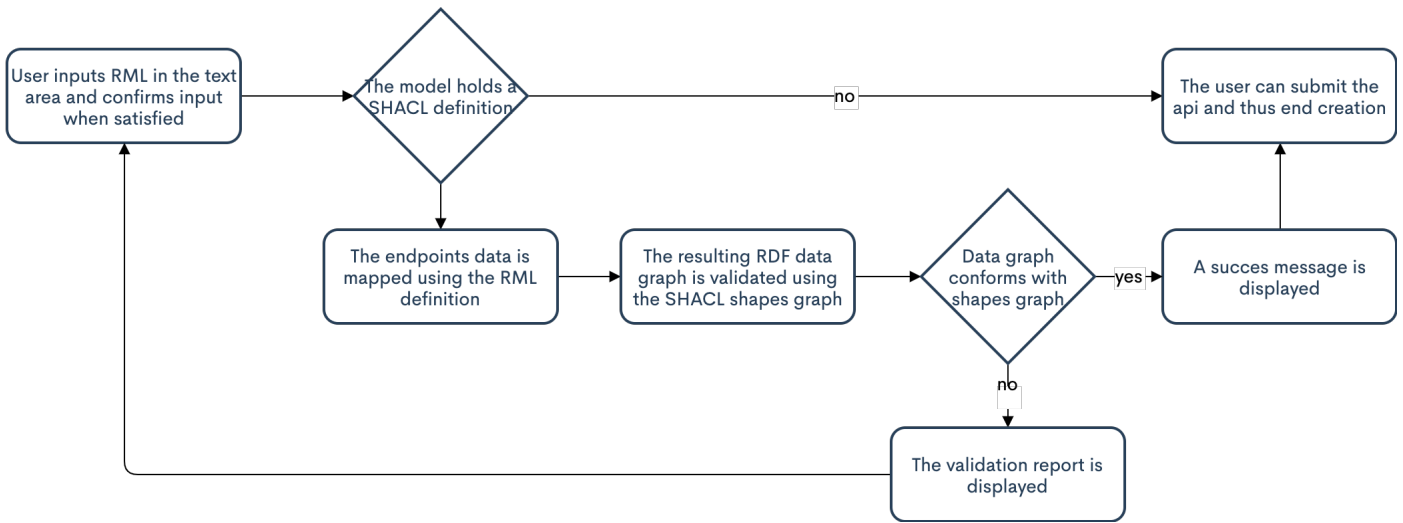 User inputs RML in the text
area and confirms input
when satisfied
The model holds a
SHACL definition
no
The user can submit the
api and thus end creation
The endpoints data is
mapped using the RML
definition
The resulting RDF data
graph is validated using
the SHACL shapes graph
Data graph
conforms with
shapes graph
yes
A succes message is
displayed
no
The validation report is
displayed